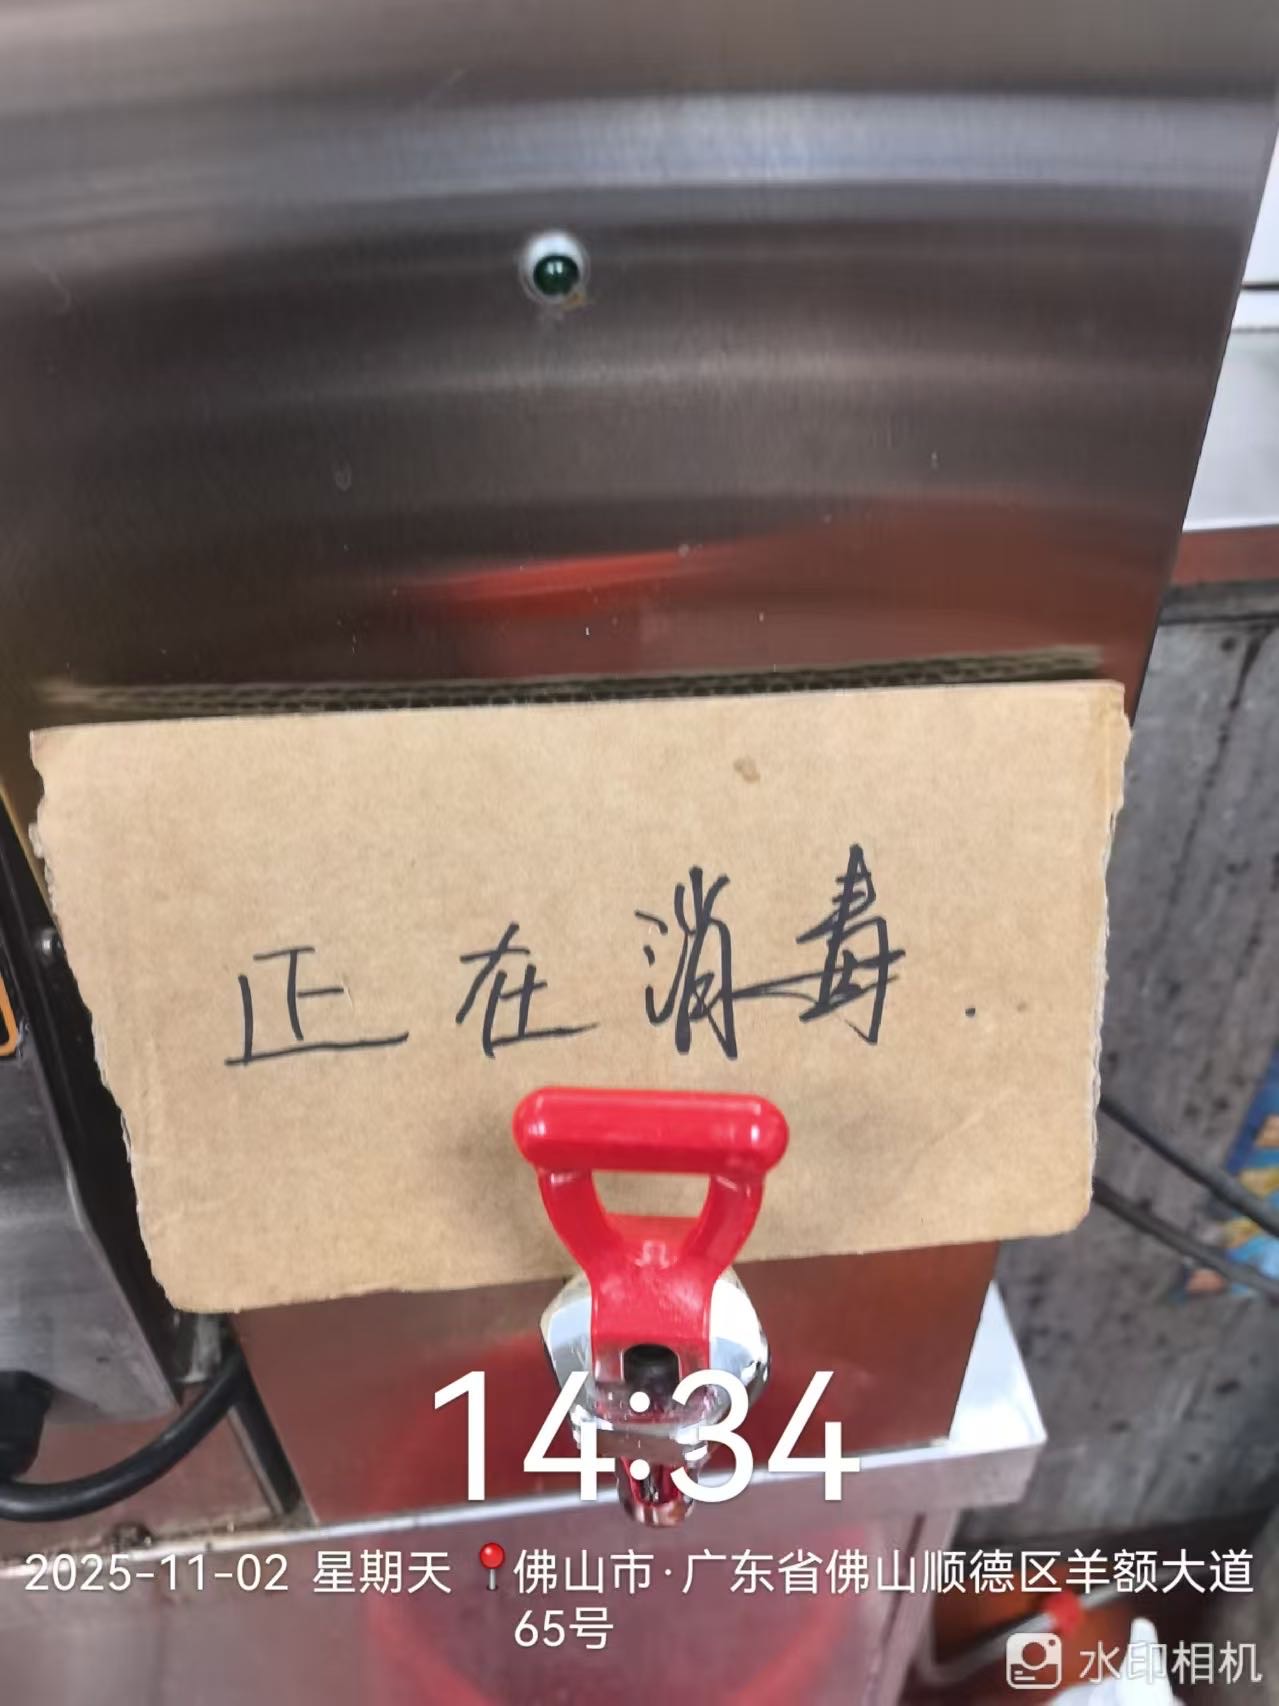 正在消毒.
14:34
2025-11-02 星期天 佛山市·广东省佛山顺德区羊额大道
65号
水印相机